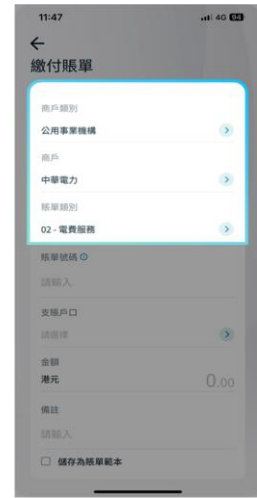 11:47
4G 94
繳付賬單
商戶類別
公用事業機構
商戶
中華電力
賬單類別
02 - 電費服務
賬單號碼
請輸入
支賬戶口
請選擇
金額
港元
0.00
備註
請輸入
儲存為賬單範本